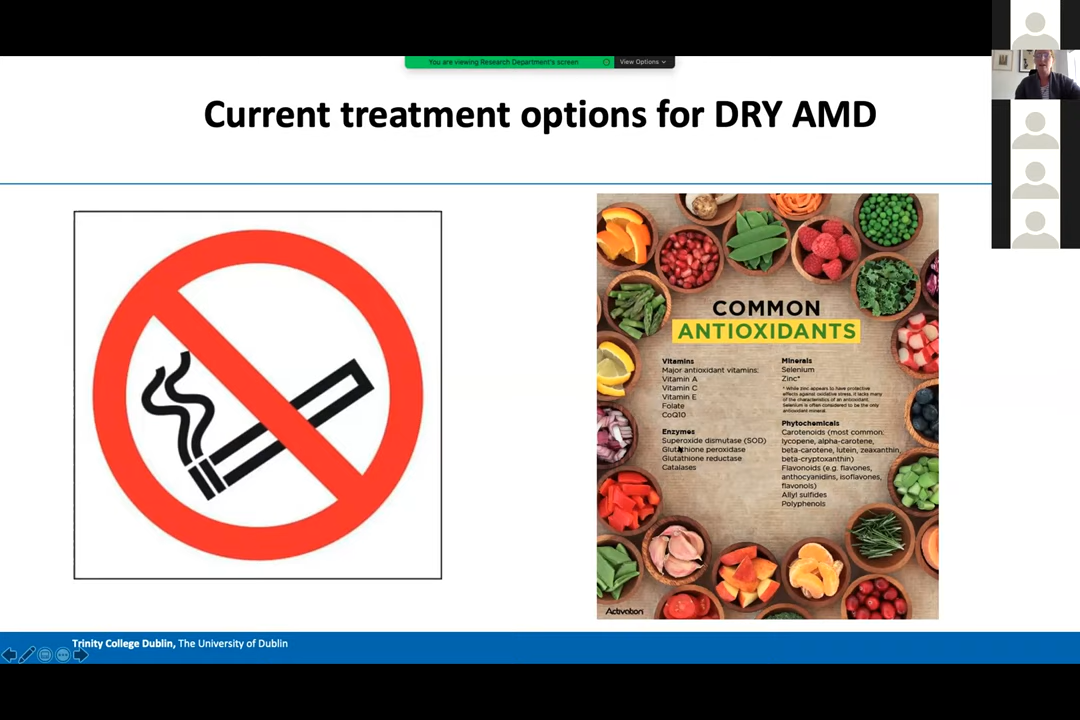 You are viewing Research Department's screen
View Options
Current treatment options for DRY AMD
COMMON
ANTIOXIDANTS
Vitamins
Major antioxidant vitamins:
Vitamin A
Vitamin C
Vitamin E
Folate
CoQ10
Enzymes
Superoxide dismutase (SOD)
Glutathione peroxidase
Glutathione reductase
Catalases
Minerals
Selenium
Zinc*
* While zinc appears to have protective
effects against oxidative stress, it lacks many
of the characteristics of an antioxidant.
Selenium is often considered to be the only
antioxidant mineral.
Phytochemicals
Carotenoids (most common:
lycopene, alpha-carotene,
beta-carotene, lutein, zeaxanthin,
beta-cryptoxanthin)
Flavonoids (e.g. flavones,
anthocyanidins, isoflavones,
flavonols)
Allyl sulfides
Polyphenols
Activation
Trinity College Dublin, The University of Dublin